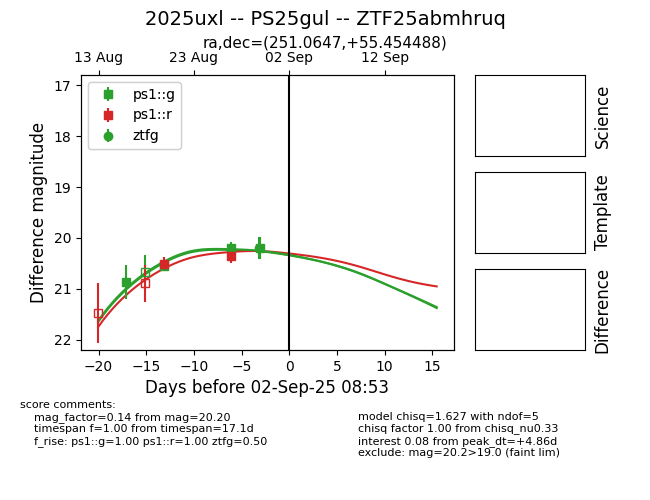 2025uxl -- PS25gul -- ZTF25abmhruq
ra,dec=(251.0647,+55.454488)
13 Aug 23 Aug 02 Sep 12 Sep
17
18
19
20
21
22
Difference magnitude
ps1::g
ps1::r
ztfg
−20 −15 −10 −5 0 5 10 15
Days before 02-Sep-25 08:53
Science
Template
Difference
score comments:
mag_factor=0.14 from mag=20.20
timespan f=1.00 from timespan=17.1d
f_rise: ps1::g=1.00 ps1::r=1.00 ztfg=0.50
model chisq=1.627 with ndof=5
chisq factor 1.00 from chisq_nu0.33
interest 0.08 from peak_dt=+4.86d
exclude: mag=20.2>19.0 (faint lim)